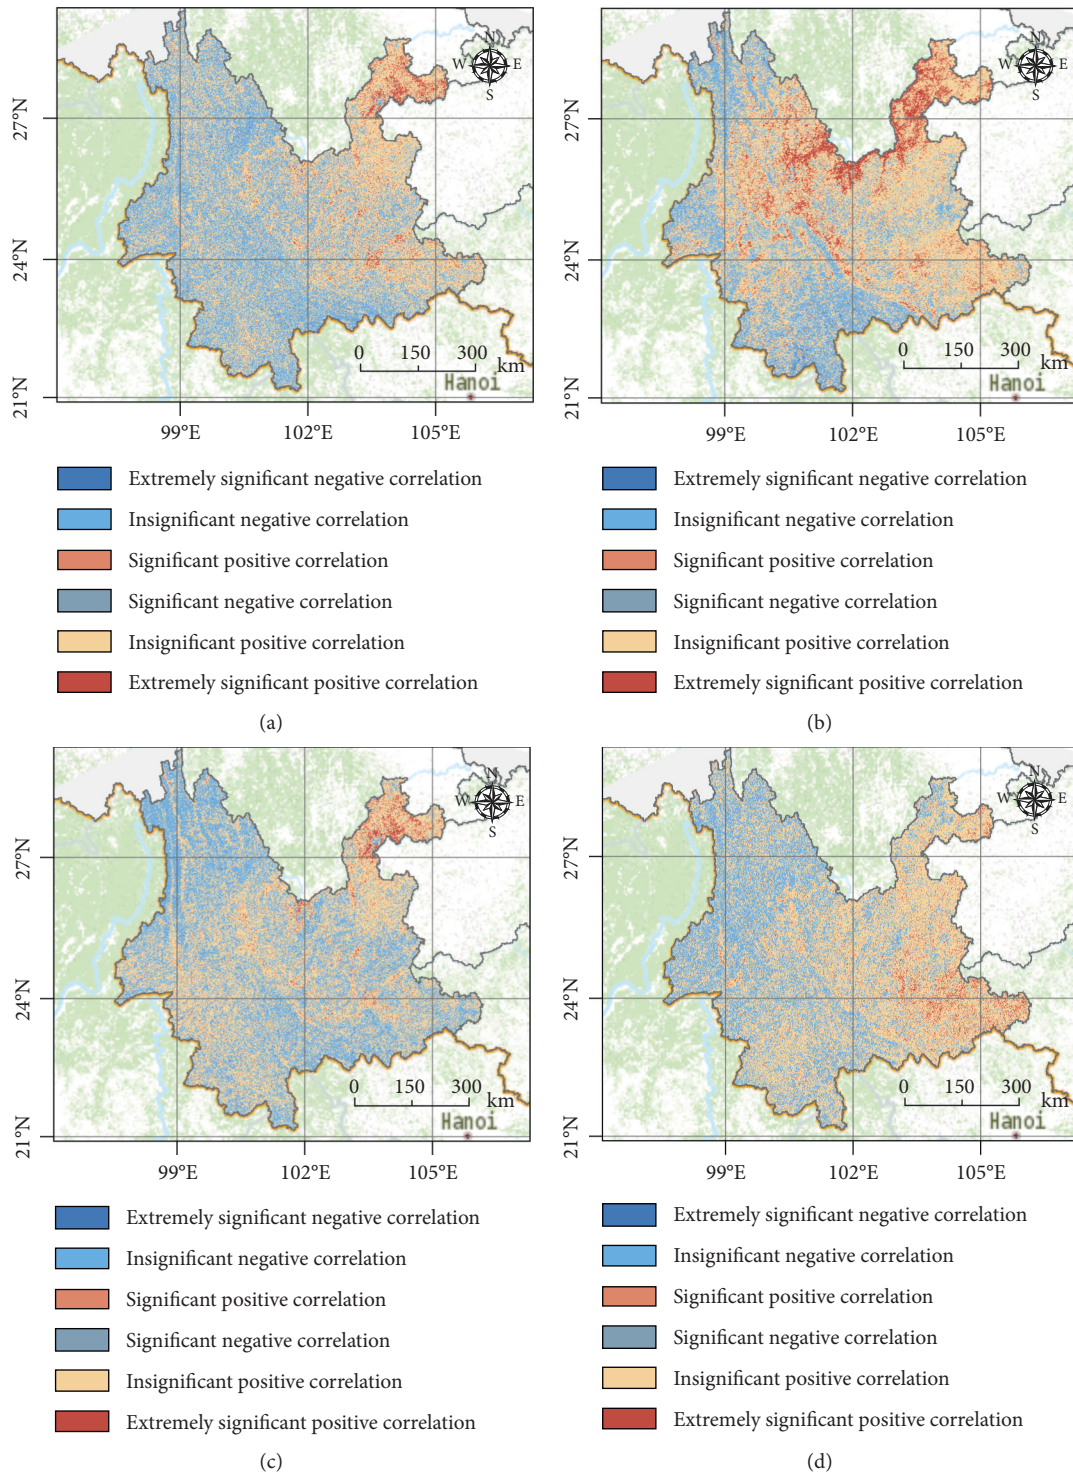 N
W E
S
27°N
24°N
21°N
0 150 300
km
Hanoi
99°E 102°E 105°E
Extremely significant negative correlation
Insignificant negative correlation
Significant positive correlation
Significant negative correlation
Insignificant positive correlation
Extremely significant positive correlation
(a)
N
W E
S
27°N
24°N
21°N
0 150 300
km
Hanoi
99°E 102°E 105°E
Extremely significant negative correlation
Insignificant negative correlation
Significant positive correlation
Significant negative correlation
Insignificant positive correlation
Extremely significant positive correlation
(b)
N
W E
S
27°N
24°N
21°N
0 150 300
km
Hanoi
99°E 102°E 105°E
Extremely significant negative correlation
Insignificant negative correlation
Significant positive correlation
Significant negative correlation
Insignificant positive correlation
Extremely significant positive correlation
(c)
N
W E
S
27°N
24°N
21°N
0 150 300
km
Hanoi
99°E 102°E 105°E
Extremely significant negative correlation
Insignificant negative correlation
Significant positive correlation
Significant negative correlation
Insignificant positive correlation
Extremely significant positive correlation
(d)